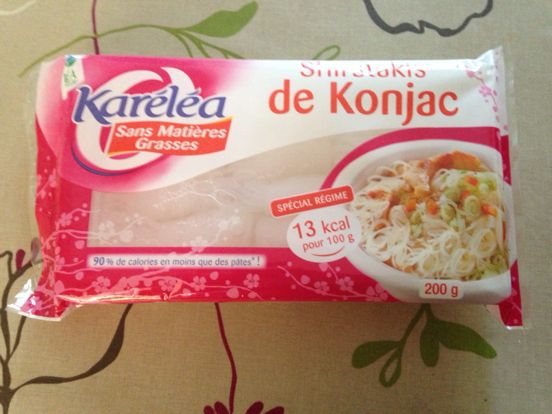 Shiratakis
de Konjac
Karéléa
Sans Matières
Grasses
SPÉCIAL RÉGIME
13 kcal
pour 100 g
90 % de calories en moins que des pâtes* !
200 g